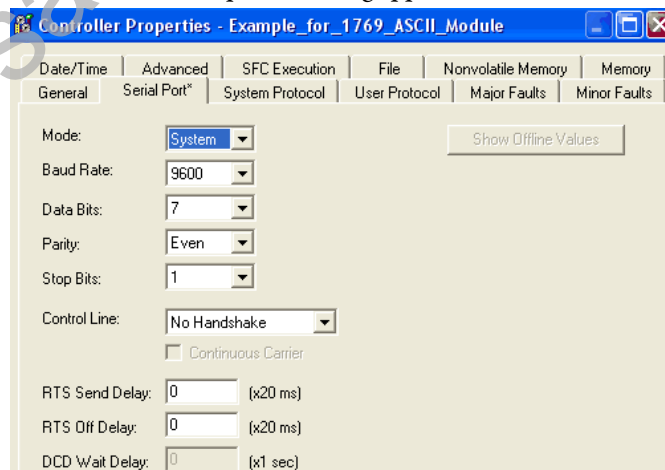 Controller Properties - Example_for_1769_ASCII_Module
Date/Time Advanced SFC Execution File Nonvolatile Memory Memory
General Serial Port* System Protocol User Protocol Major Faults Minor Faults
Mode: System Show Offline Values
Baud Rate: 9600
Data Bits: 7
Parity: Even
Stop Bits: 1
Control Line: No Handshake
Continuous Carrier
RTS Send Delay: 0 (x20 ms)
RTS Off Delay: 0 (x20 ms)
DCD Wait Delay: 0 (x1 sec)